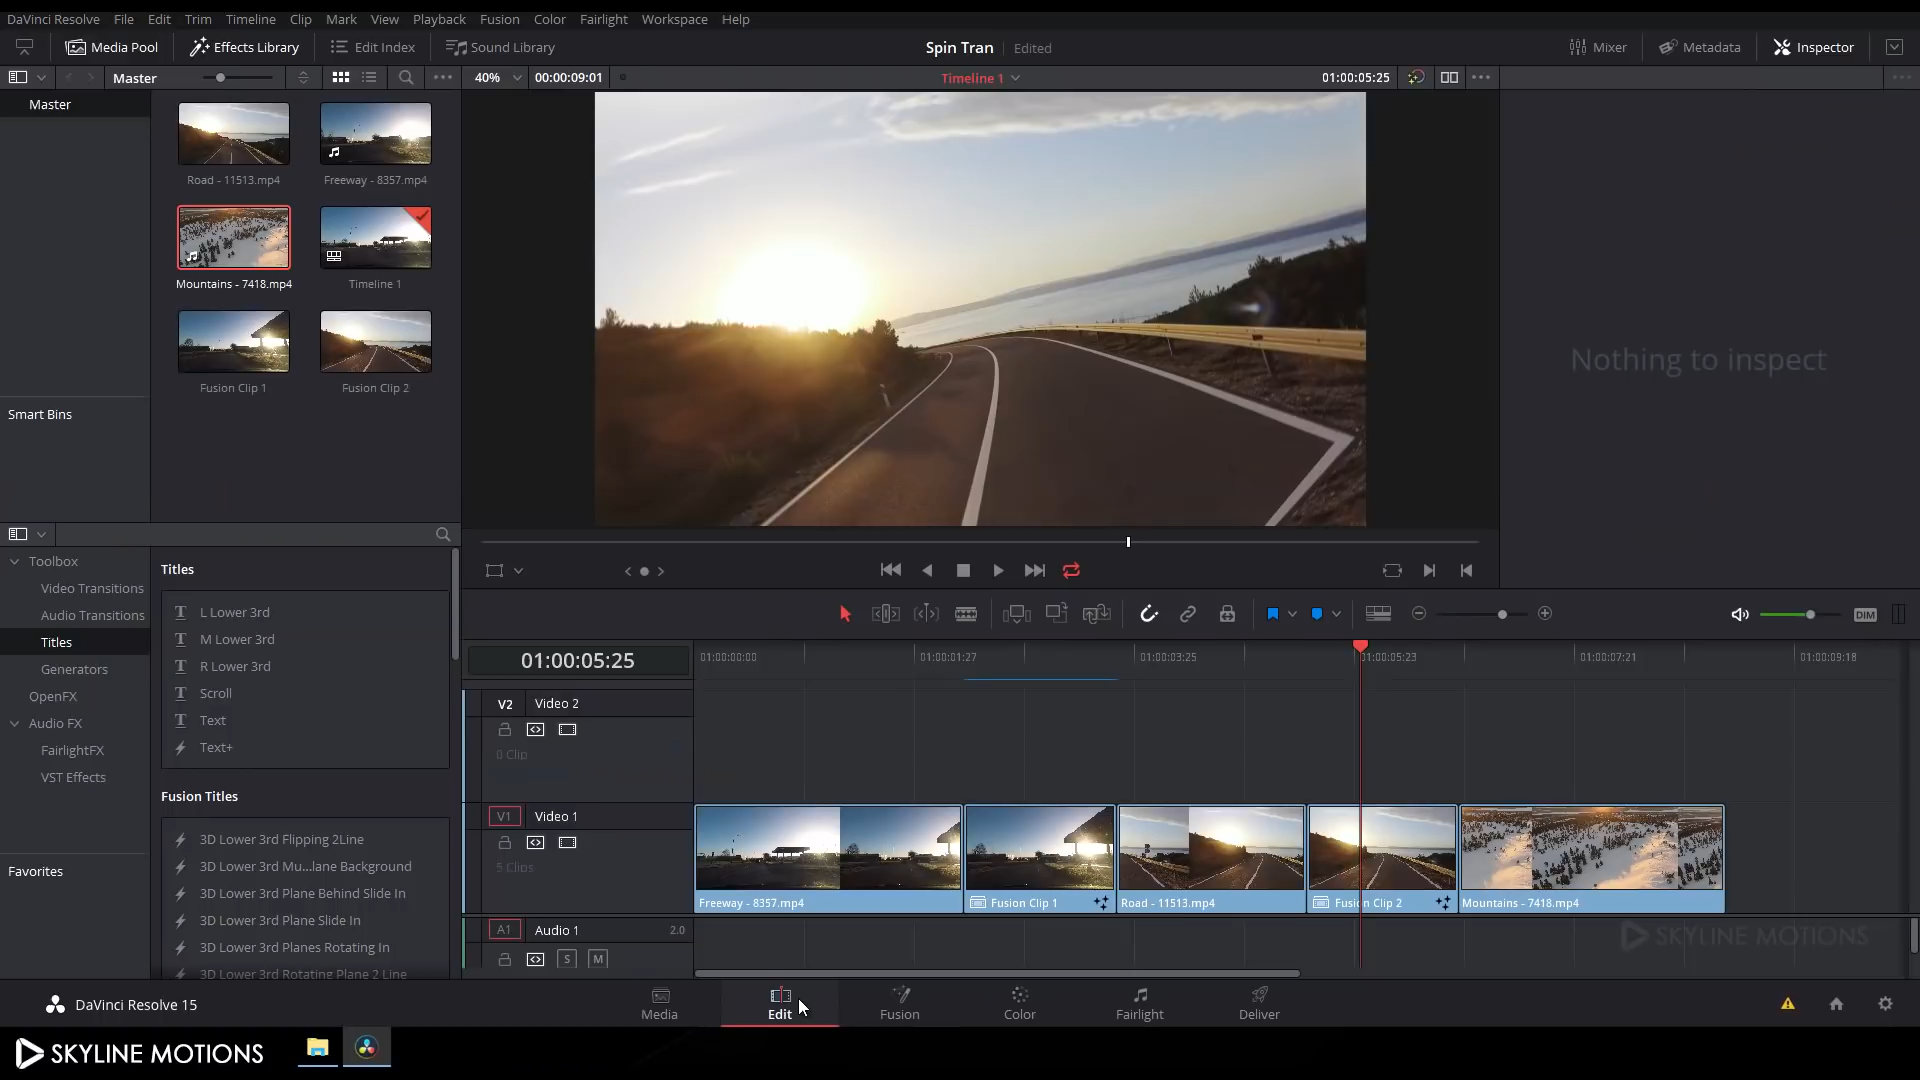 DaVinci Resolve File Edit Trim Timeline Clip Mark View Playback Fusion Color Fairlight Workspace Help
Media Pool Effects Library Edit Index Sound Library Spin Tran Edited Mixer Metadata Inspector
Master 40% 00:00:09:01 Timeline 1 01:00:05:25
Master
Road - 11513.mp4 Freeway - 8357.mp4
Mountains - 7418.mp4 Timeline 1
Fusion Clip 1 Fusion Clip 2
Smart Bins
Nothing to inspect
Toolbox
Video Transitions
Audio Transitions
Titles
Generators
OpenFX
Audio FX
FairlightFX
VST Effects
Favorites
Titles
L Lower 3rd
M Lower 3rd
R Lower 3rd
Scroll
Text
Text+
Fusion Titles
3D Lower 3rd Flipping 2Line
3D Lower 3rd Mu...lane Background
3D Lower 3rd Plane Behind Slide In
3D Lower 3rd Plane Slide In
3D Lower 3rd Planes Rotating In
3D Lower 3rd Rotating Plane 2 Line
DIM
01:00:05:25 01:00:00:00 01:00:01:27 01:00:03:25 01:00:05:23 01:00:07:21 01:00:09:18
V2 Video 2
0 Clip
V1 Video 1
5 Clips
Freeway - 8357.mp4 Fusion Clip 1 Road - 11513.mp4 Fusion Clip 2 Mountains - 7418.mp4
A1 Audio 1 2.0
S M
SKYLINE MOTIONS
DaVinci Resolve 15 Media Edit Fusion Color Fairlight Deliver
SKYLINE MOTIONS